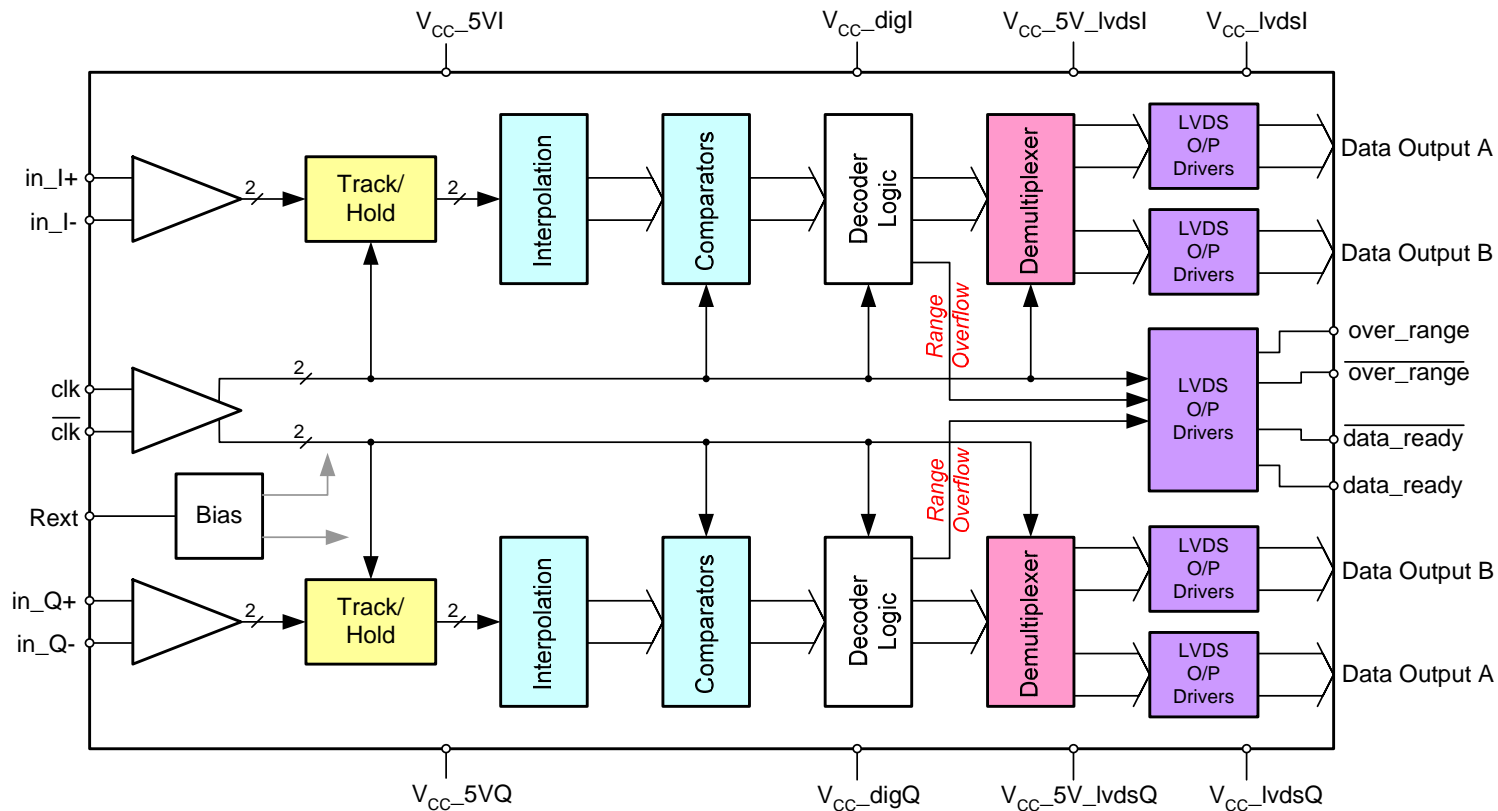 VCC_5VI
VCC_digI
VCC_5V_lvdsI
VCC_lvdsI
in_I+
in_I-
2
Track/
Hold
2
Interpolation
Comparators
Decoder
Logic
Demultiplexer
LVDS
O/P
Drivers
Data Output A
LVDS
O/P
Drivers
Data Output B
Range
Overflow
clk
clk
2
2
LVDS
O/P
Drivers
over_range
over_range
data_ready
data_ready
Rext
Bias
Range
Overflow
in_Q+
in_Q-
2
Track/
Hold
2
Interpolation
Comparators
Decoder
Logic
Demultiplexer
LVDS
O/P
Drivers
Data Output B
LVDS
O/P
Drivers
Data Output A
VCC_5VQ
VCC_digQ
VCC_5V_lvdsQ
VCC_lvdsQ